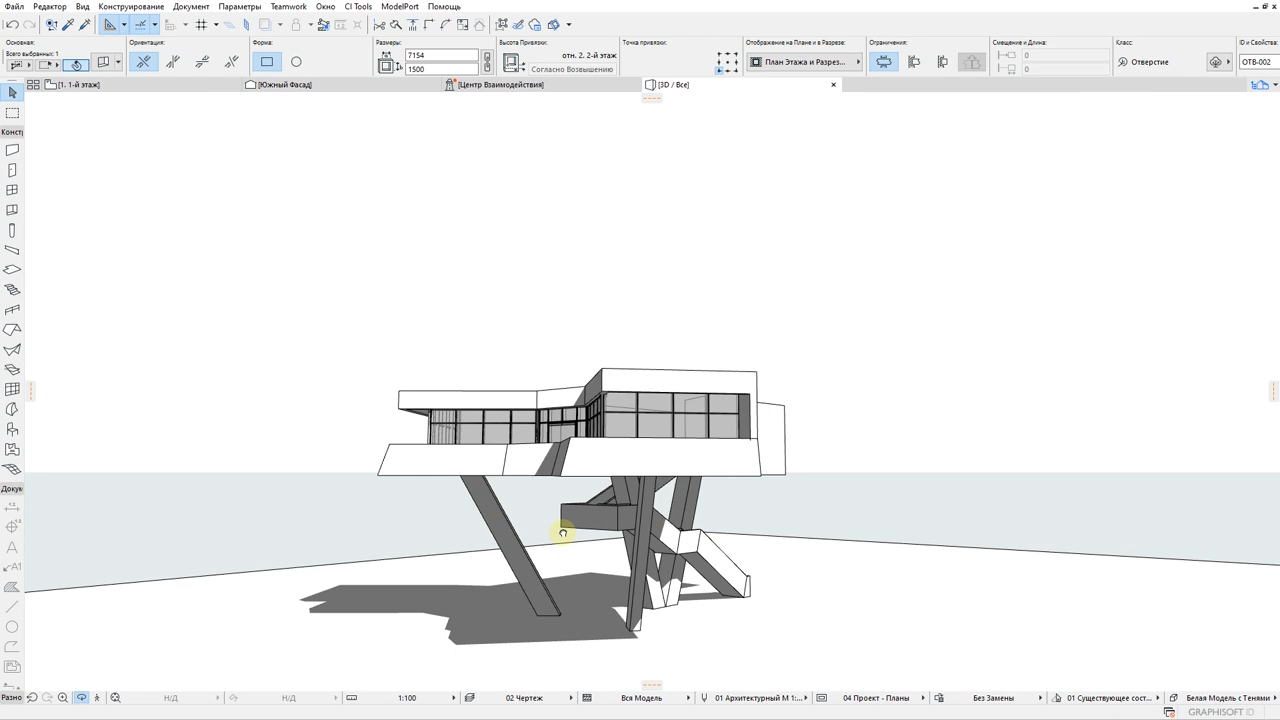 Файл Редактор Вид Конструирование Документ Параметры Teamwork Окно CI Tools ModelPort Помощь
Основная: Ориентация: Форма: Размеры: Высота Привязки: Точка привязки: Отображение на Плане и в Разрезе: Ограничения: Смещение и Длина: Класс: ID и Свойства:
Всего выбранных: 1
7154
1500
отн. 2. 2-й этаж
Согласно Возвышению
План Этажа и Разрез...
0
0
Отверстие
ОТВ-002
[1. 1-й этаж] [Южный Фасад] [Центр Взаимодействия] [3D / Все]
Констр
Докум
A
A1
Разно
Н/Д Н/Д 1:100 02 Чертеж Вся Модель 01 Архитектурный М 1:... 04 Проект - Планы Без Замены 01 Существующее сост... Белая Модель с Тенями
GRAPHISOFT ID